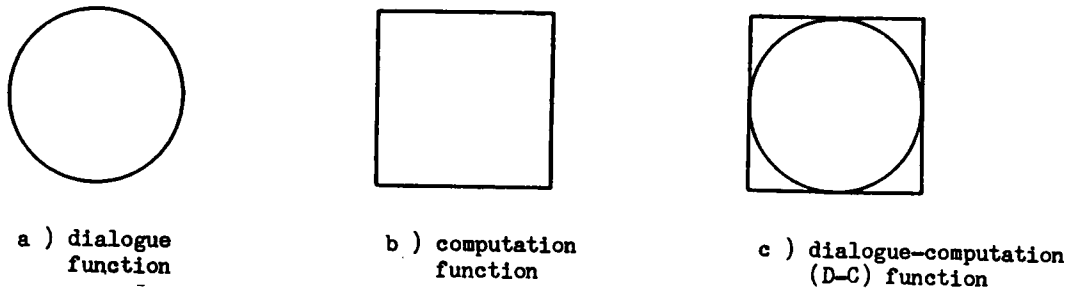 a ) dialogue
function
b ) computation
function
c ) dialogue-computation
(D-C) function